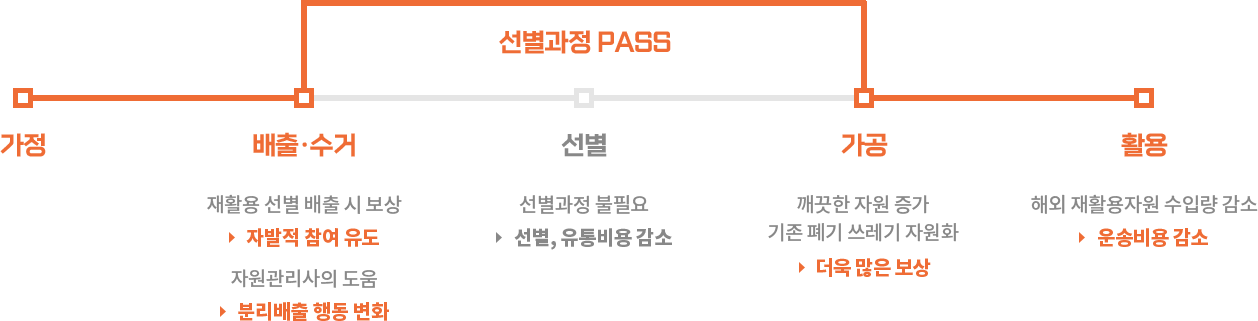 선별과정 PASS
가정
배출·수거
재활용 선별 배출 시 보상
자발적 참여 유도
자원관리사의 도움
분리배출 행동 변화
선별
선별과정 불필요
선별, 유통비용 감소
가공
깨끗한 자원 증가
기존 폐기 쓰레기 자원화
더욱 많은 보상
활용
해외 재활용자원 수입량 감소
운송비용 감소